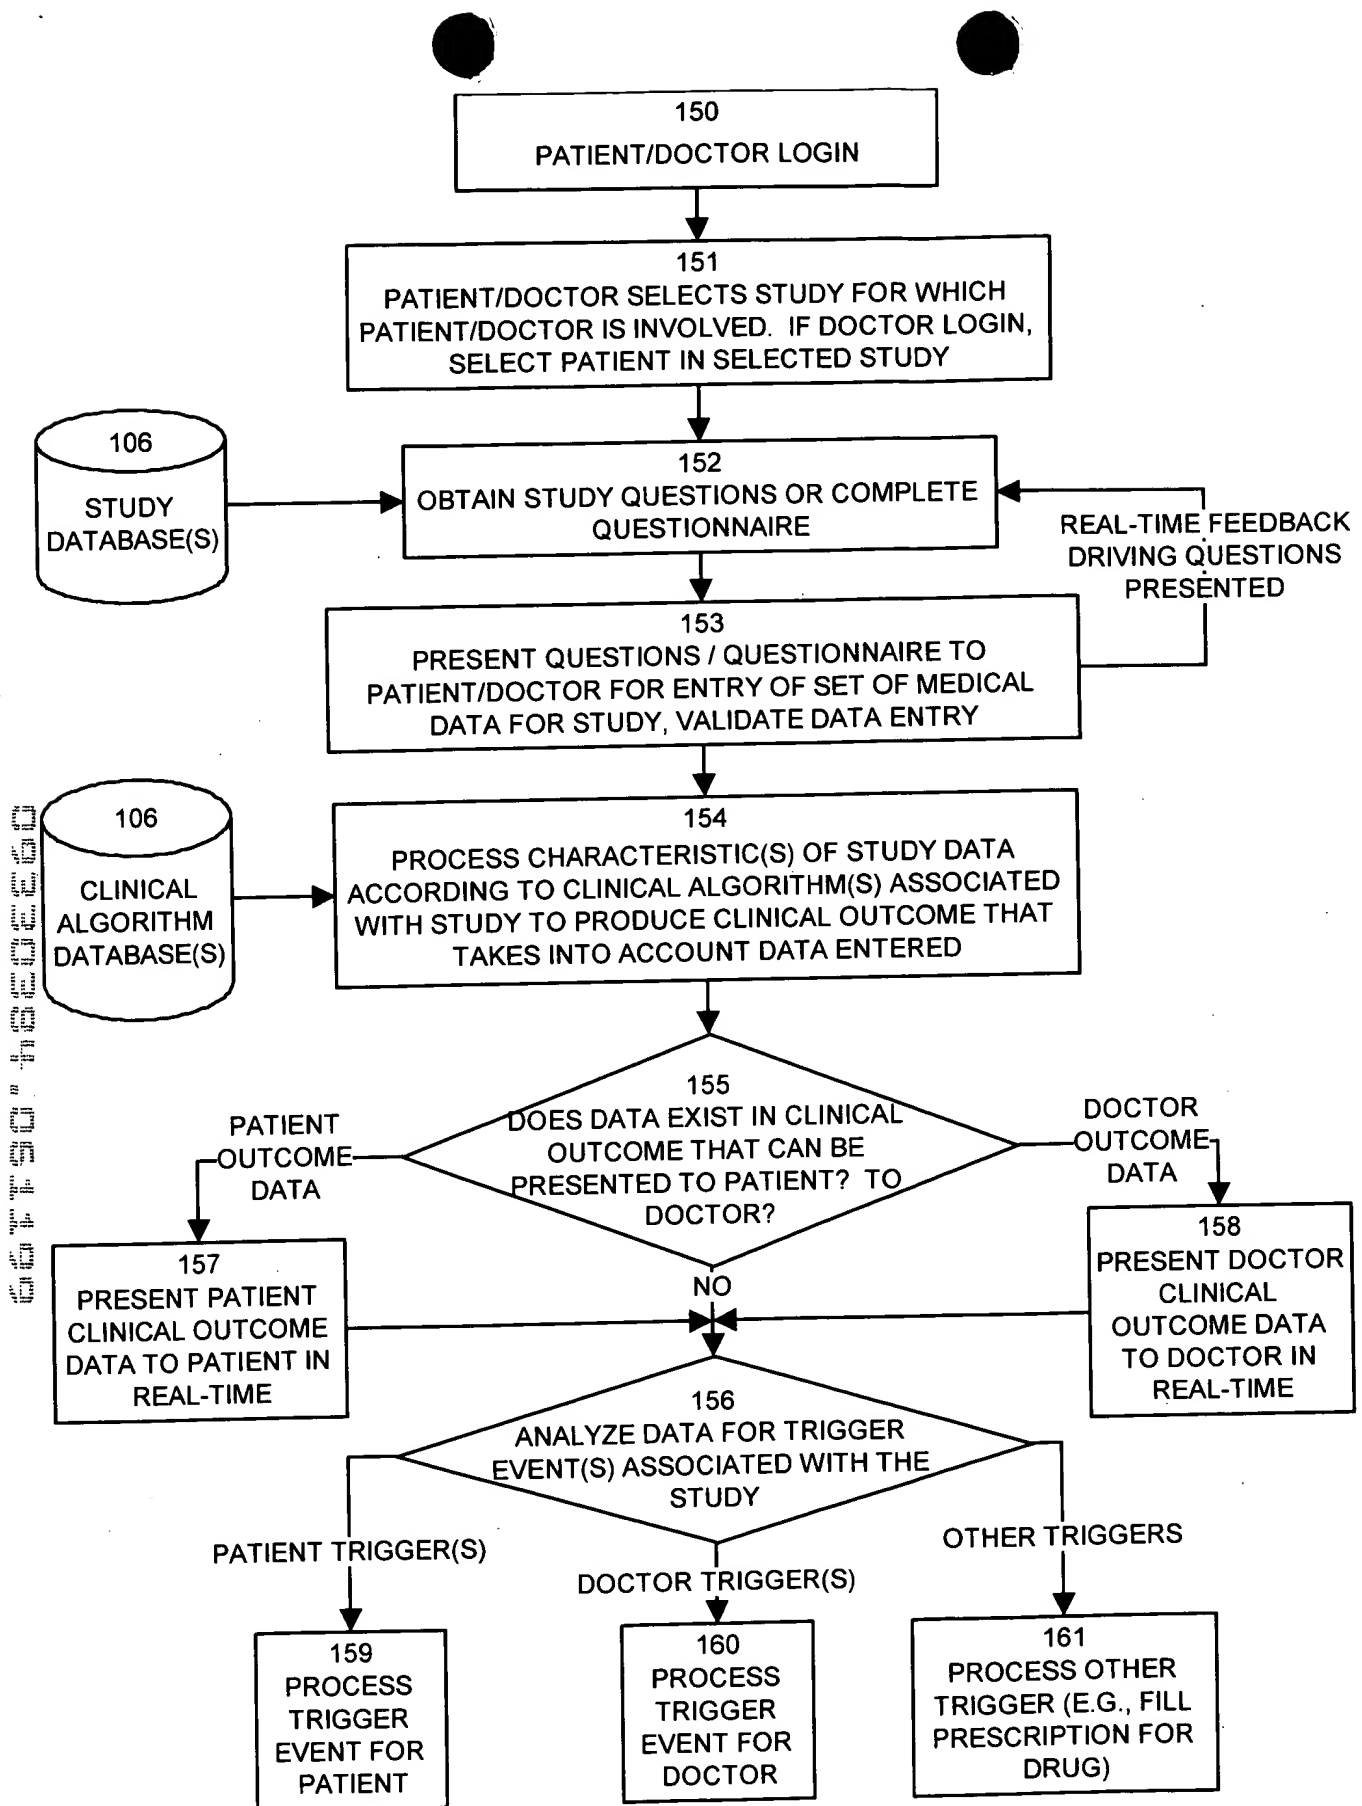 150
PATIENT/DOCTOR LOGIN
151
PATIENT/DOCTOR SELECTS STUDY FOR WHICH
PATIENT/DOCTOR IS INVOLVED. IF DOCTOR LOGIN,
SELECT PATIENT IN SELECTED STUDY
106
STUDY
DATABASE(S)
152
OBTAIN STUDY QUESTIONS OR COMPLETE
QUESTIONNAIRE
REAL-TIME FEEDBACK
DRIVING QUESTIONS
PRESENTED
153
PRESENT QUESTIONS / QUESTIONNAIRE TO
PATIENT/DOCTOR FOR ENTRY OF SET OF MEDICAL
DATA FOR STUDY, VALIDATE DATA ENTRY
106
CLINICAL
ALGORITHM
DATABASE(S)
154
PROCESS CHARACTERISTIC(S) OF STUDY DATA
ACCORDING TO CLINICAL ALGORITHM(S) ASSOCIATED
WITH STUDY TO PRODUCE CLINICAL OUTCOME THAT
TAKES INTO ACCOUNT DATA ENTERED
155
DOES DATA EXIST IN CLINICAL
OUTCOME THAT CAN BE
PRESENTED TO PATIENT? TO
DOCTOR?
PATIENT
OUTCOME
DATA
DOCTOR
OUTCOME
DATA
NO
157
PRESENT PATIENT
CLINICAL OUTCOME
DATA TO PATIENT IN
REAL-TIME
158
PRESENT DOCTOR
CLINICAL
OUTCOME DATA
TO DOCTOR IN
REAL-TIME
156
ANALYZE DATA FOR TRIGGER
EVENT(S) ASSOCIATED WITH THE
STUDY
PATIENT TRIGGER(S)
DOCTOR TRIGGER(S)
OTHER TRIGGERS
159
PROCESS
TRIGGER
EVENT FOR
PATIENT
160
PROCESS
TRIGGER
EVENT FOR
DOCTOR
161
PROCESS OTHER
TRIGGER (E.G., FILL
PRESCRIPTION FOR
DRUG)